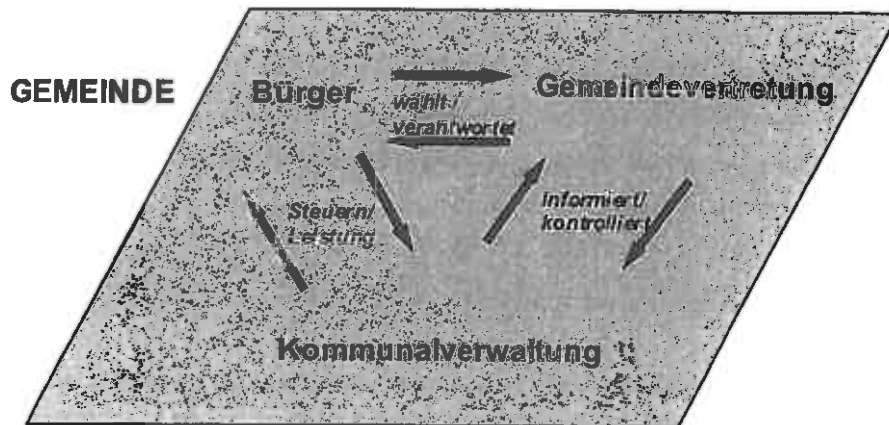 GEMEINDE
Bürger
Gemeindevertretung
wählt /
verantwortet
Steuern/
Leistung
informiert/
kontrolliert
Kommunalverwaltung